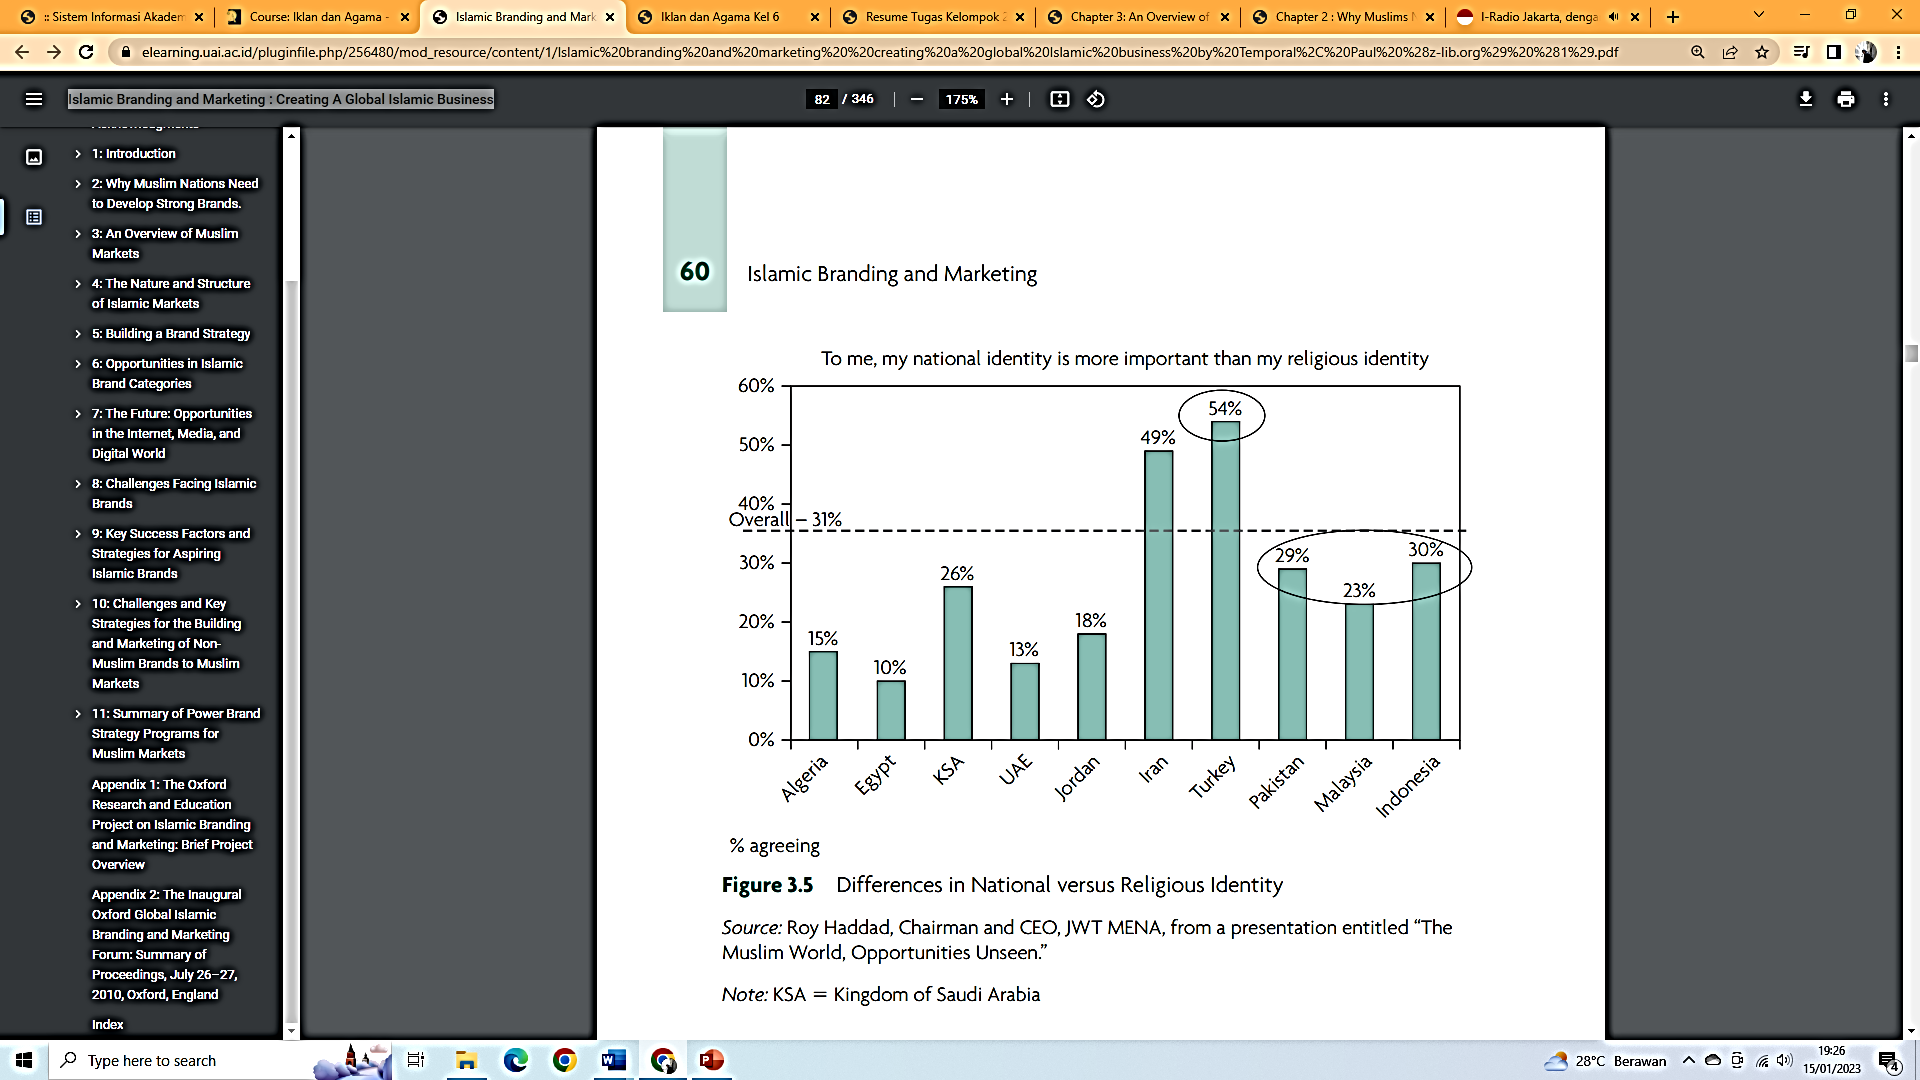 :: Sistem Informasi Akadem
Course: Iklan dan Agama -
Islamic Branding and Mark
Iklan dan Agama Kel 6
Resume Tugas Kelompok 2
Chapter 3: An Overview of
Chapter 2 : Why Muslims N
I-Radio Jakarta, denga
elearning.uai.ac.id/pluginfile.php/256480/mod_resource/content/1/Islamic%20branding%20and%20marketing%20%20creating%20a%20global%20Islamic%20business%20by%20Temporal%2C%20Paul%20%28z-lib.org%29%20%281%29.pdf
Islamic Branding and Marketing : Creating A Global Islamic Business
82 / 346
175%
Acknowledgments
1: Introduction
2: Why Muslim Nations Need
to Develop Strong Brands.
3: An Overview of Muslim
Markets
4: The Nature and Structure
of Islamic Markets
5: Building a Brand Strategy
6: Opportunities in Islamic
Brand Categories
7: The Future: Opportunities
in the Internet, Media, and
Digital World
8: Challenges Facing Islamic
Brands
9: Key Success Factors and
Strategies for Aspiring
Islamic Brands
10: Challenges and Key
Strategies for the Building
and Marketing of Non-
Muslim Brands to Muslim
Markets
11: Summary of Power Brand
Strategy Programs for
Muslim Markets
Appendix 1: The Oxford
Research and Education
Project on Islamic Branding
and Marketing: Brief Project
Overview
Appendix 2: The Inaugural
Oxford Global Islamic
Branding and Marketing
Forum: Summary of
Proceedings, July 26–27,
2010, Oxford, England
Index
60 Islamic Branding and Marketing
To me, my national identity is more important than my religious identity
60%
50%
40%
Overall – 31%
30%
20%
10%
0%
15%
10%
26%
13%
18%
49%
54%
29%
23%
30%
Algeria
Egypt
KSA
UAE
Jordan
Iran
Turkey
Pakistan
Malaysia
Indonesia
% agreeing
Figure 3.5 Differences in National versus Religious Identity
Source: Roy Haddad, Chairman and CEO, JWT MENA, from a presentation entitled “The
Muslim World, Opportunities Unseen.”
Note: KSA = Kingdom of Saudi Arabia
Type here to search
28°C Berawan
19:26
15/01/2023
4